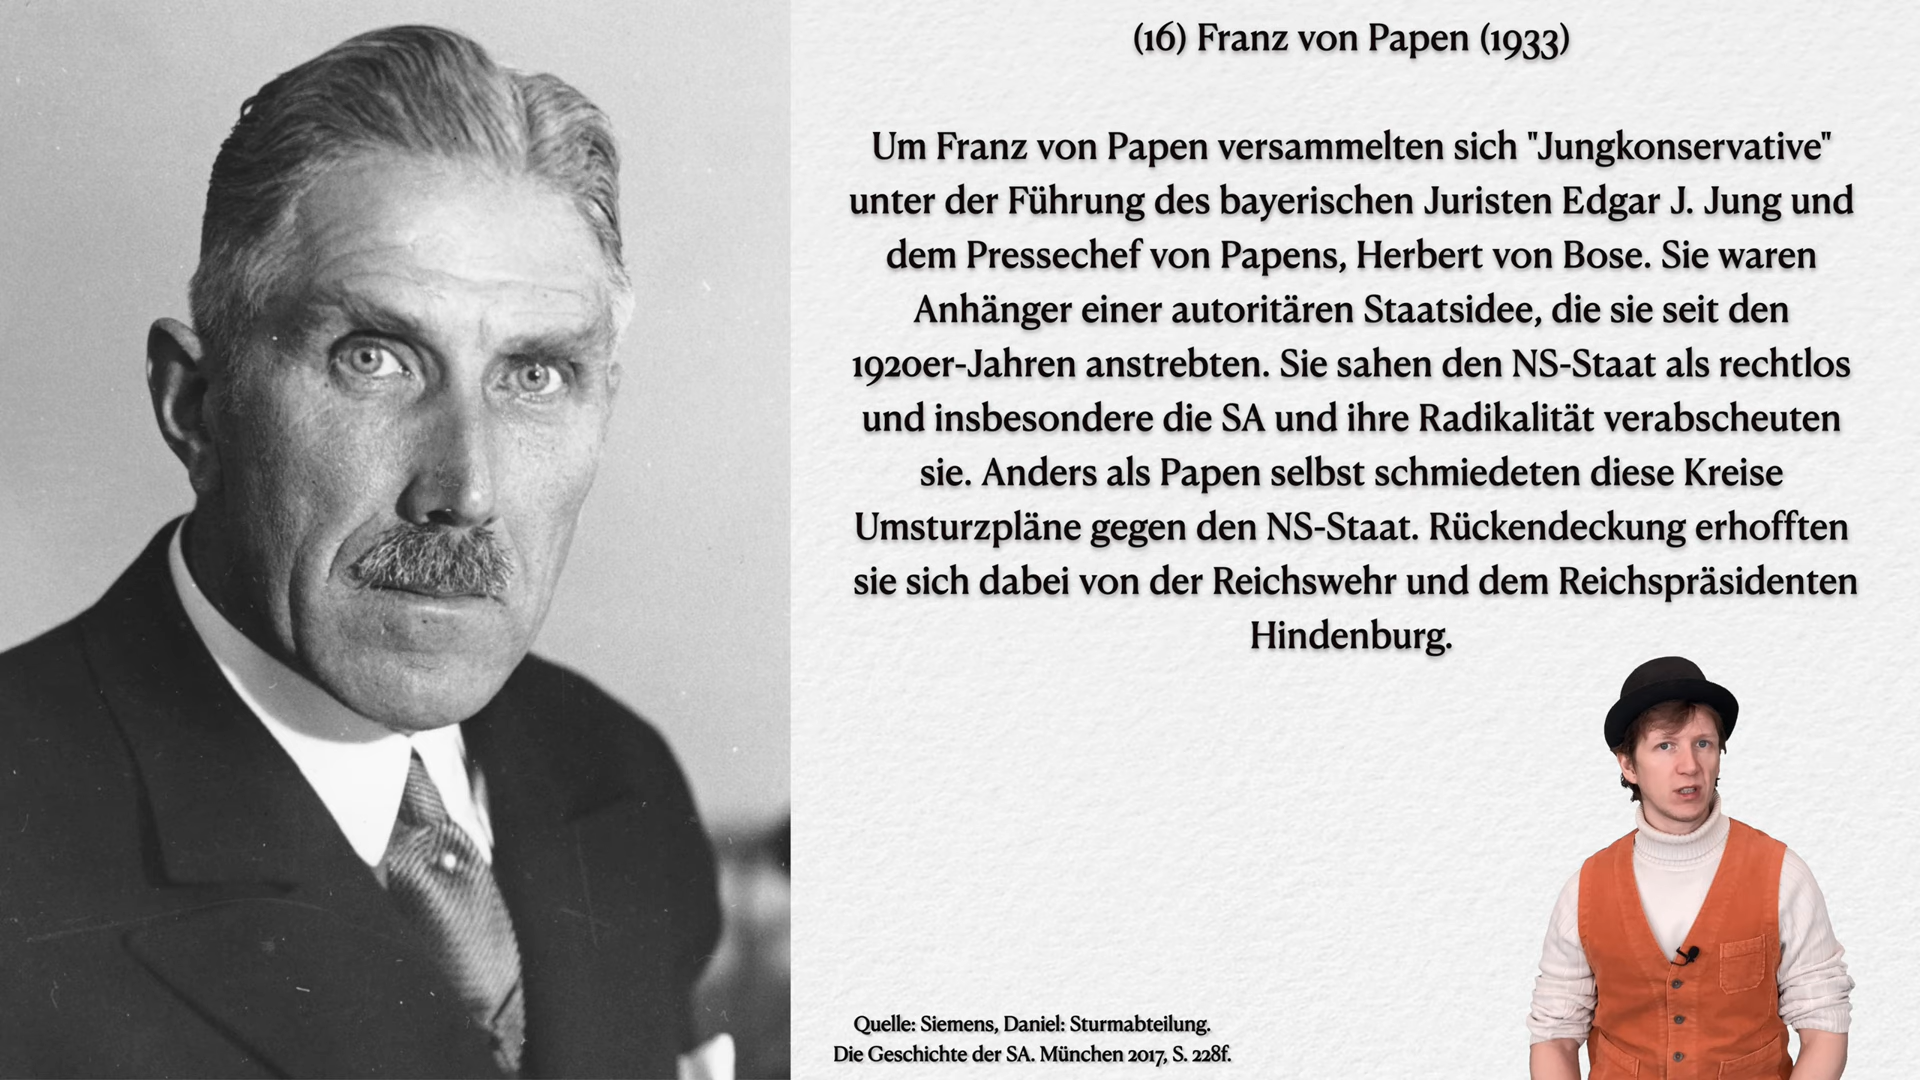 (16) Franz von Papen (1933)
Um Franz von Papen versammelten sich "Jungkonservative"
unter der Führung des bayerischen Juristen Edgar J. Jung und
dem Pressechef von Papens, Herbert von Bose. Sie waren
Anhänger einer autoritären Staatsidee, die sie seit den
1920er-Jahren anstrebten. Sie sahen den NS-Staat als rechtlos
und insbesondere die SA und ihre Radikalität verabscheuten
sie. Anders als Papen selbst schmiedeten diese Kreise
Umsturzpläne gegen den NS-Staat. Rückendeckung erhofften
sie sich dabei von der Reichswehr und dem Reichspräsidenten
Hindenburg.
Quelle: Siemens, Daniel: Sturmabteilung.
Die Geschichte der SA. München 2017, S. 228f.